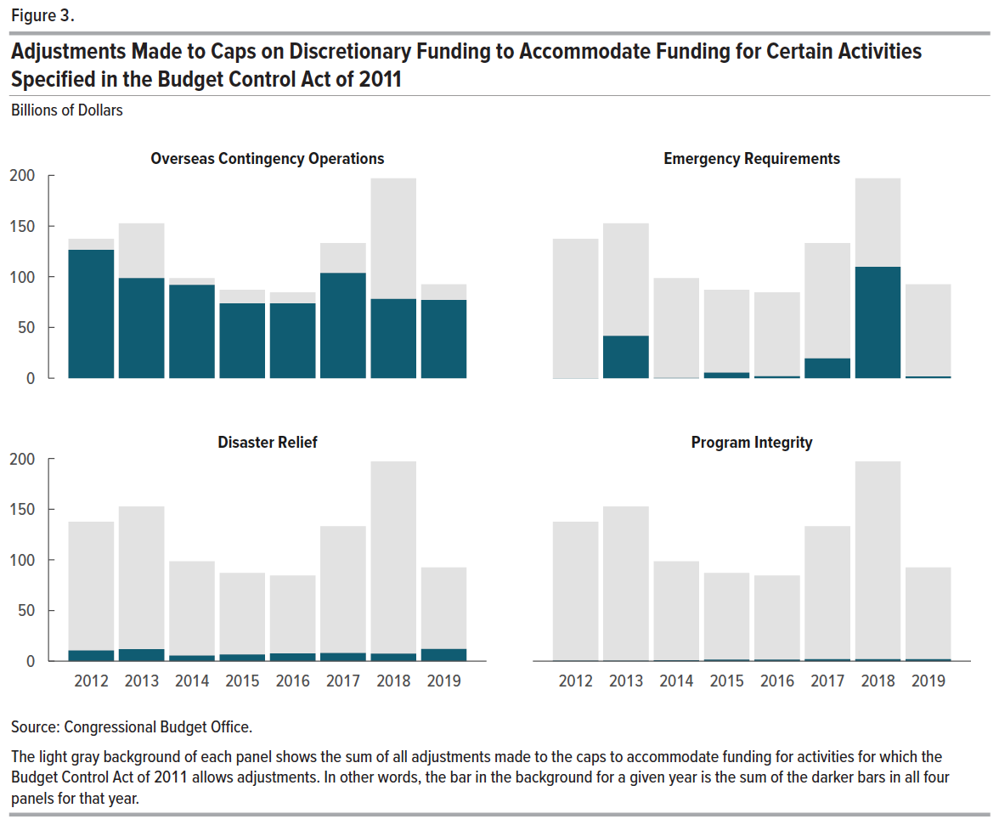 Figure 3.
Adjustments Made to Caps on Discretionary Funding to Accommodate Funding for Certain Activities
Specified in the Budget Control Act of 2011
Billions of Dollars
Overseas Contingency Operations
Emergency Requirements
200
150
100
50
0
Disaster Relief
Program Integrity
200
150
100
50
0
2012 2013 2014 2015 2016 2017 2018 2019
2012 2013 2014 2015 2016 2017 2018 2019
Source: Congressional Budget Office.
The light gray background of each panel shows the sum of all adjustments made to the caps to accommodate funding for activities for which the
Budget Control Act of 2011 allows adjustments. In other words, the bar in the background for a given year is the sum of the darker bars in all four
panels for that year.